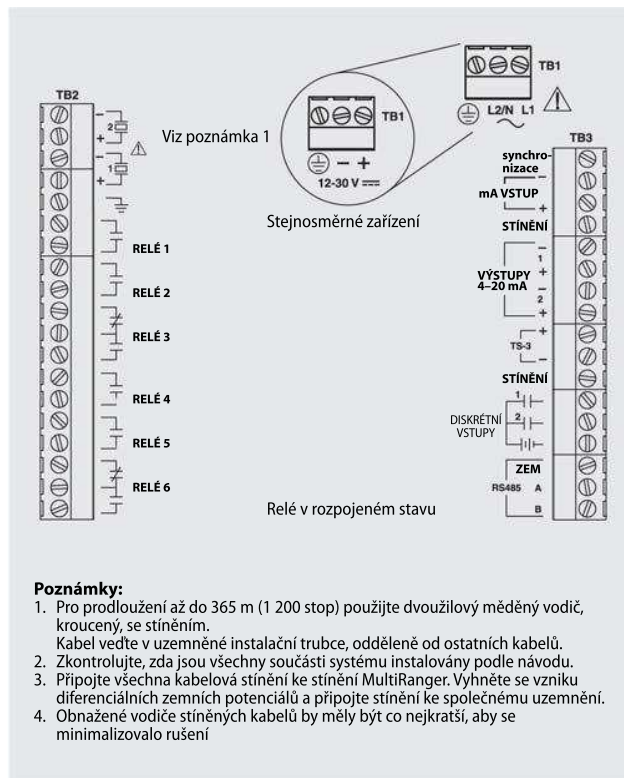 TB1
L2/N L1
TB2
2
1
Viz poznámka 1
TB1
12-30 V
Stejnosměrné zařízení
RELÉ 1
RELÉ 2
RELÉ 3
RELÉ 4
RELÉ 5
RELÉ 6
Relé v rozpojeném stavu
TB3
synchro-
nizace
mA VSTUP
STÍNĚNÍ
VÝSTUPY
4–20 mA
1
2
TS-3
STÍNĚNÍ
DISKRÉTNÍ
VSTUPY
1
2
ZEM
RS485 A
B
Poznámky:
1. Pro prodloužení až do 365 m (1 200 stop) použijte dvoužilový měděný vodič,
kroucený, se stíněním.
Kabel veďte v uzemněné instalační trubce, odděleně od ostatních kabelů.
2. Zkontrolujte, zda jsou všechny součásti systému instalovány podle návodu.
3. Připojte všechna kabelová stínění ke stínění MultiRanger. Vyhněte se vzniku
diferenciálních zemních potenciálů a připojte stínění ke společnému uzemnění.
4. Obnažené vodiče stíněných kabelů by měly být co nejkratší, aby se
minimalizovalo rušení